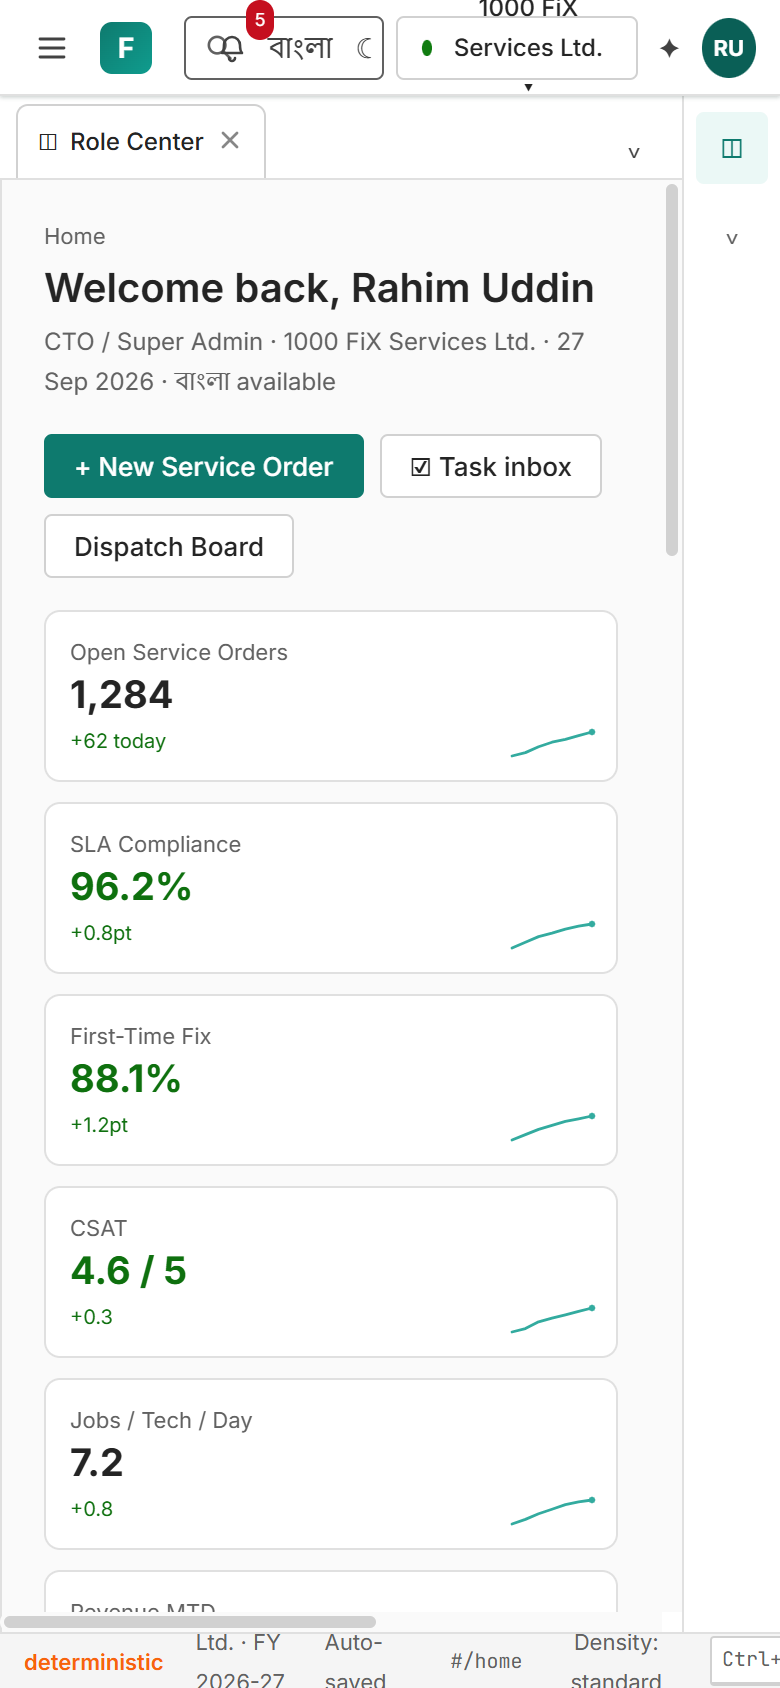 F
5
বাংলা
1000 FiX
Services Ltd.
RU
Role Center
Home
Welcome back, Rahim Uddin
CTO / Super Admin · 1000 FiX Services Ltd. · 27
Sep 2026 · বাংলা available
+ New Service Order
Task inbox
Dispatch Board
Open Service Orders
1,284
+62 today
SLA Compliance
96.2%
+0.8pt
First-Time Fix
88.1%
+1.2pt
CSAT
4.6 / 5
+0.3
Jobs / Tech / Day
7.2
+0.8
Revenue MTD
deterministic
Ltd. · FY
2026-27
Auto-
saved
#/home
Density:
standard
Ctrl+